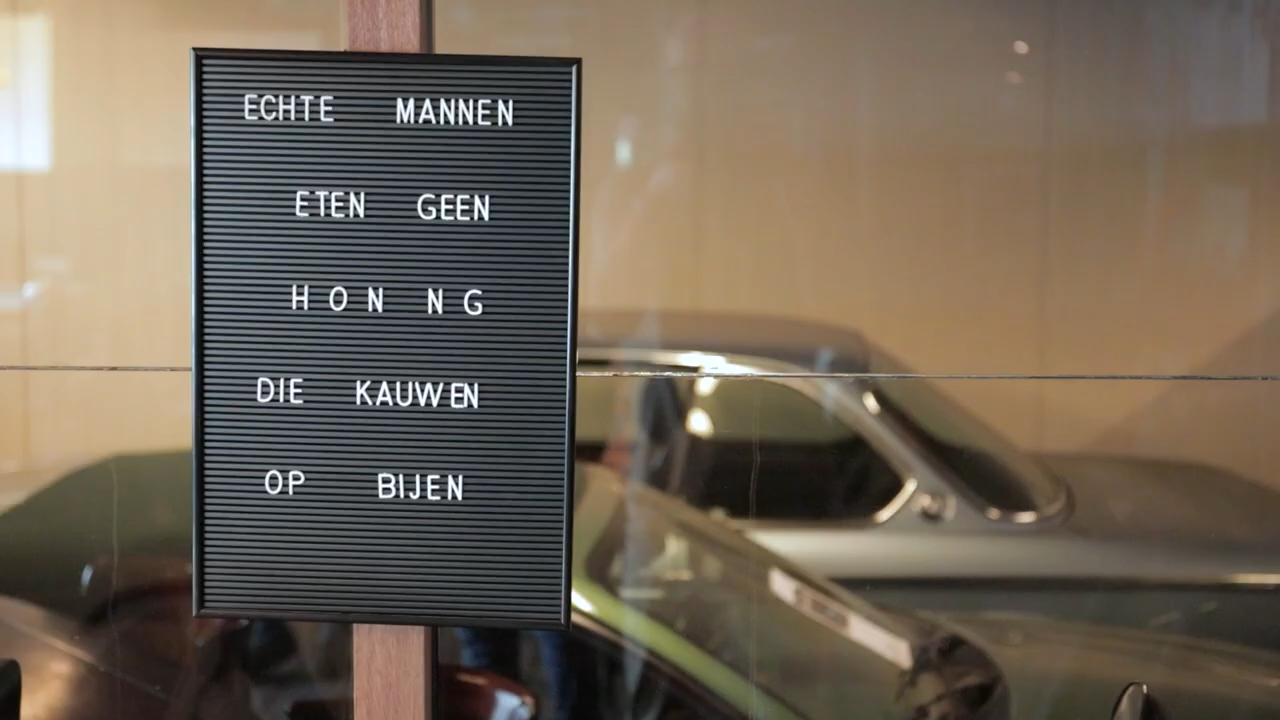 ECHTE MANNEN
ETEN GEEN
HON NG
DIE KAUWEN
OP BIJEN